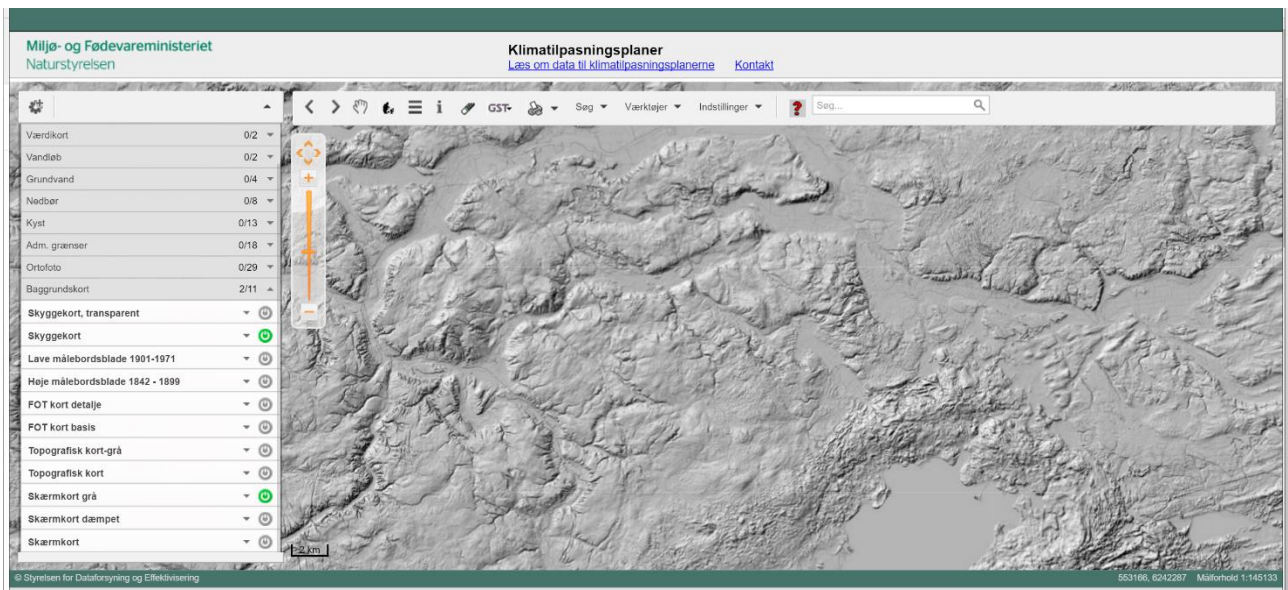 Miljø- og Fødevareministeriet
Naturstyrelsen
Klimatilpasningsplaner
Læs om data til klimatilpasningsplanerne Kontakt
GST Søg Værktøjer Indstillinger ? Søg...
Værdikort 0/2
Vandløb 0/2
Grundvand 0/4
Nedbør 0/8
Kyst 0/13
Adm. grænser 0/18
Ortofoto 0/29
Baggrundskort 2/11
Skyggekort, transparent
Skyggekort
Lave målebordsblade 1901-1971
Høje målebordsblade 1842 - 1899
FOT kort detalje
FOT kort basis
Topografisk kort-grå
Topografisk kort
Skærmkort grå
Skærmkort dæmpet
Skærmkort
2 km
© Styrelsen for Dataforsyning og Effektivisering 553166, 6242287 Målforhold 1:145133